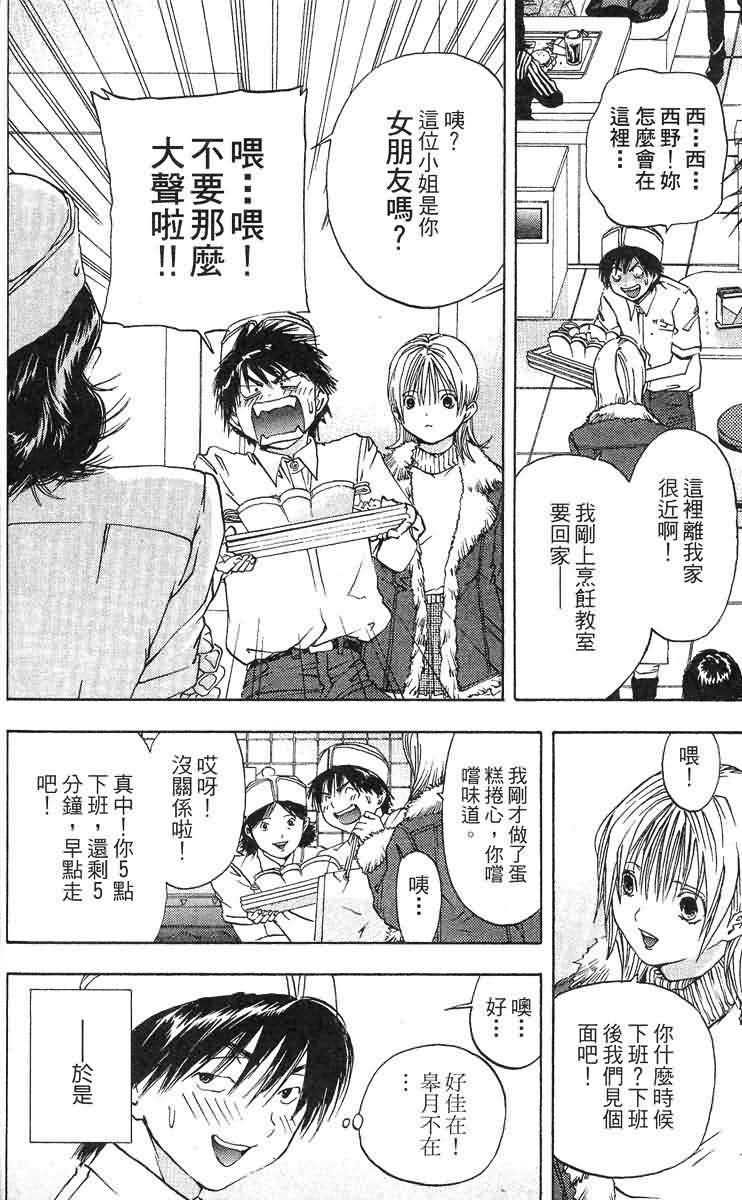 西⋯西⋯
西野！妳
怎麼會在
這裡⋯
這裡離我家
很近啊！
我剛上烹飪教室
要回家──
咦？
這位小姐是你
女朋友嗎？
喂⋯喂！
不要那麼
大聲啦!!
喂！
你什麼時候
下班？下班
後我們見個
面吧！
我剛才做了蛋
糕捲心，你嚐
嚐味道。
咦⋯
哎呀！
沒關係啦！
真中！你5點
下班，還剩5
分鐘，早點走
吧！
噢⋯
好⋯
好佳在！
皐月不在
⋯
──於是